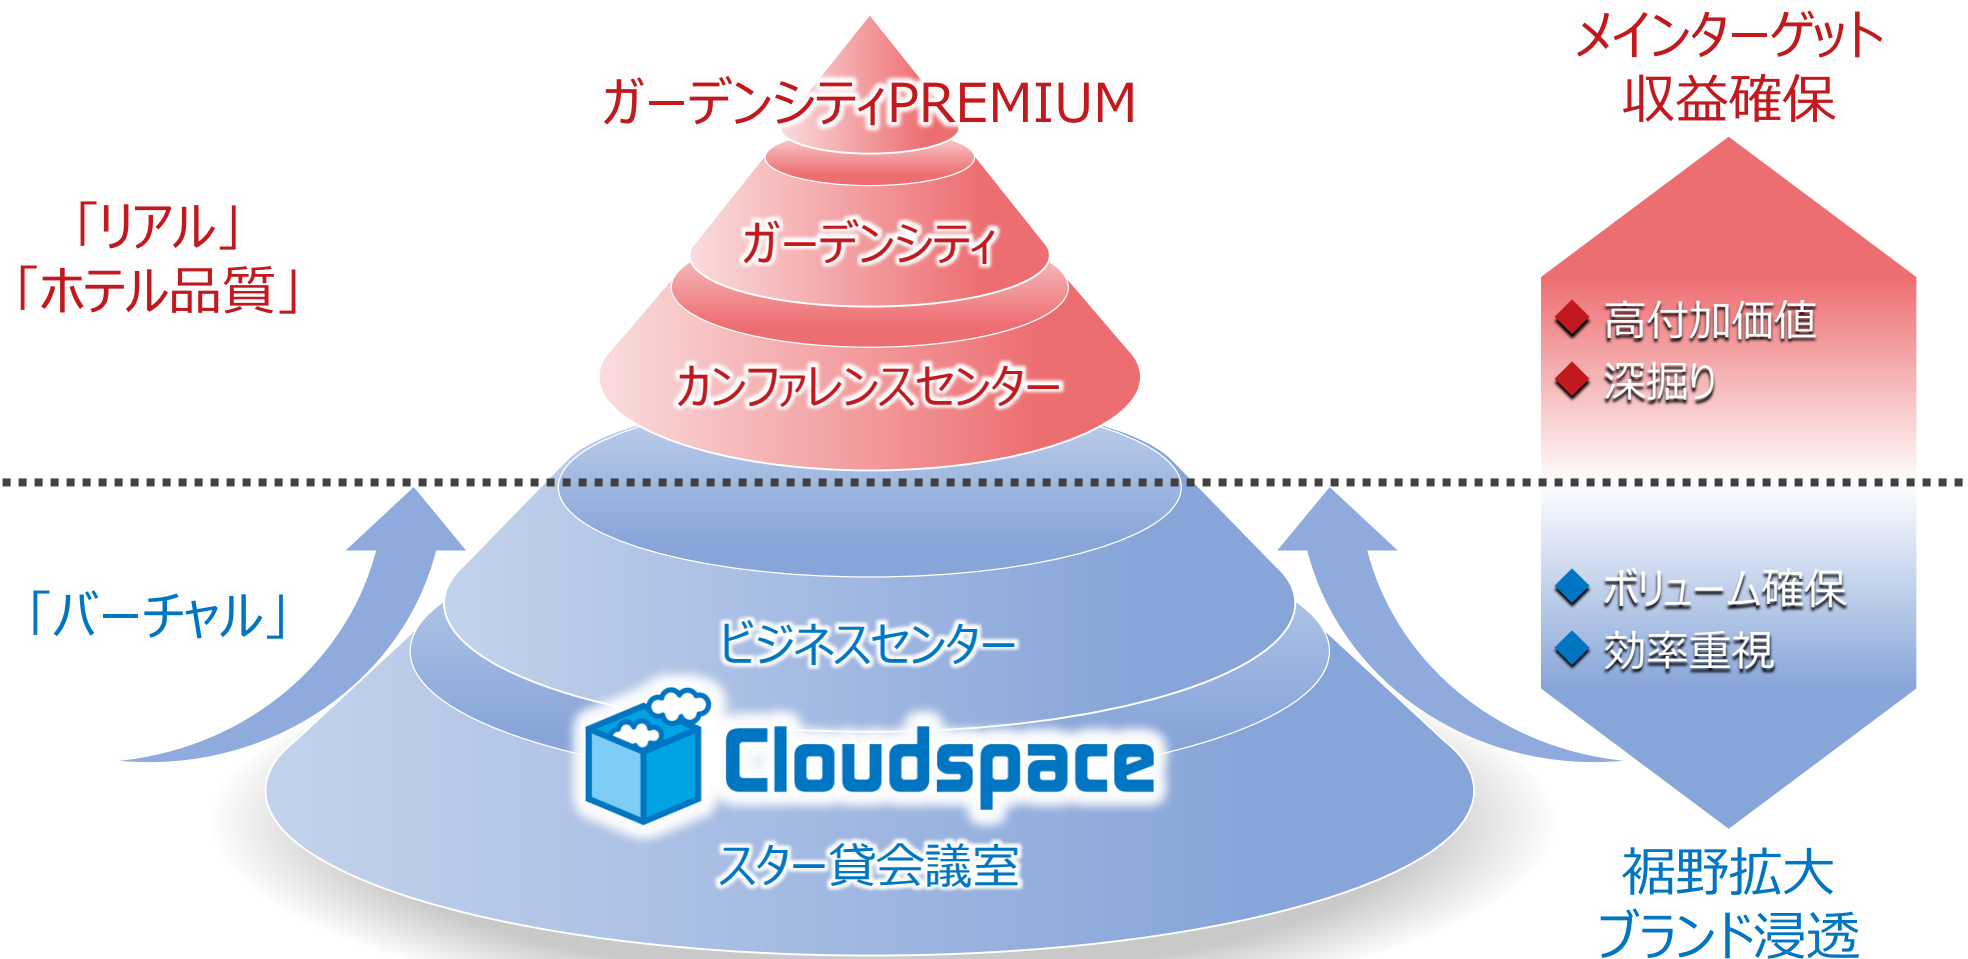 メインターゲット
収益確保
ガーデンシティPREMIUM
「リアル」
「ホテル品質」
ガーデンシティ
カンファレンスセンター
高付加価値
深掘り
「バーチャル」
ビジネスセンター
Cloudspace
スター貸会議室
ボリューム確保
効率重視
裾野拡大
ブランド浸透